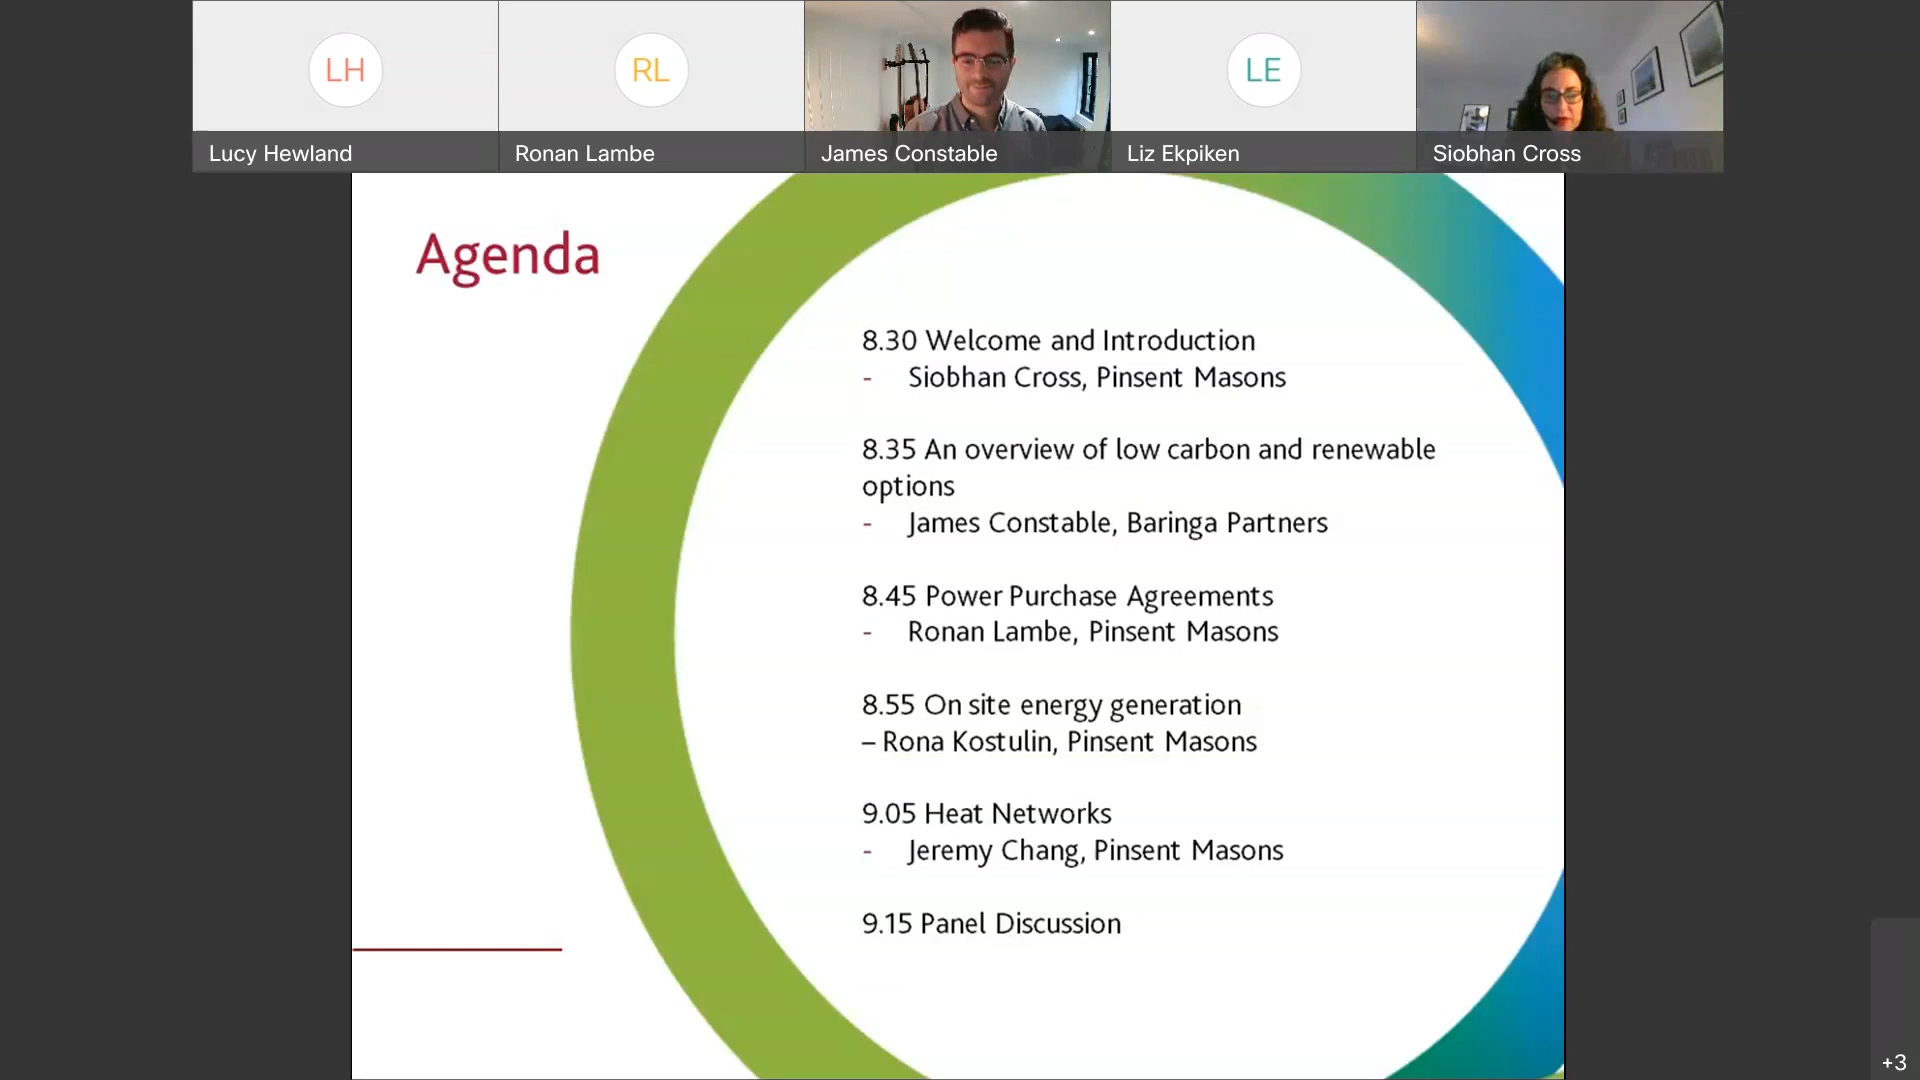 LH
RL
LE
Lucy Hewland
Ronan Lambe
James Constable
Liz Ekpiken
Siobhan Cross
Agenda
8.30 Welcome and Introduction
- Siobhan Cross, Pinsent Masons
8.35 An overview of low carbon and renewable
options
- James Constable, Baringa Partners
8.45 Power Purchase Agreements
- Ronan Lambe, Pinsent Masons
8.55 On site energy generation
– Rona Kostulin, Pinsent Masons
9.05 Heat Networks
- Jeremy Chang, Pinsent Masons
9.15 Panel Discussion
+3